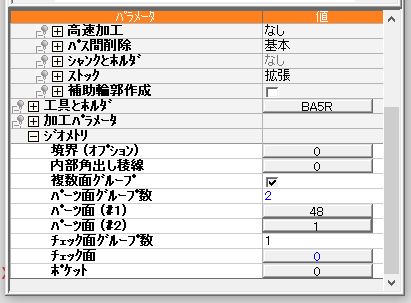 ﾊﾟﾗﾒｰﾀ 値
高速加工 なし
ﾊﾟｽ間削除 基本
ｼｬﾝｸとﾎﾙﾀﾞ なし
ｽﾄｯｸ 拡張
補助輪郭作成
工具とﾎﾙﾀﾞ BA5R
加工ﾊﾟﾗﾒｰﾀ
ｼﾞｵﾒﾄﾘ
境界 (ｵﾌﾟｼｮﾝ) 0
内部角出し稜線 0
複数面ｸﾞﾙｰﾌﾟ
ﾊﾟｰﾂ面ｸﾞﾙｰﾌﾟ数 2
ﾊﾟｰﾂ面 (#1) 48
ﾊﾟｰﾂ面 (#2) 1
ﾁｪｯｸ面ｸﾞﾙｰﾌﾟ数 1
ﾁｪｯｸ面 0
ﾎﾟｹｯﾄ 0